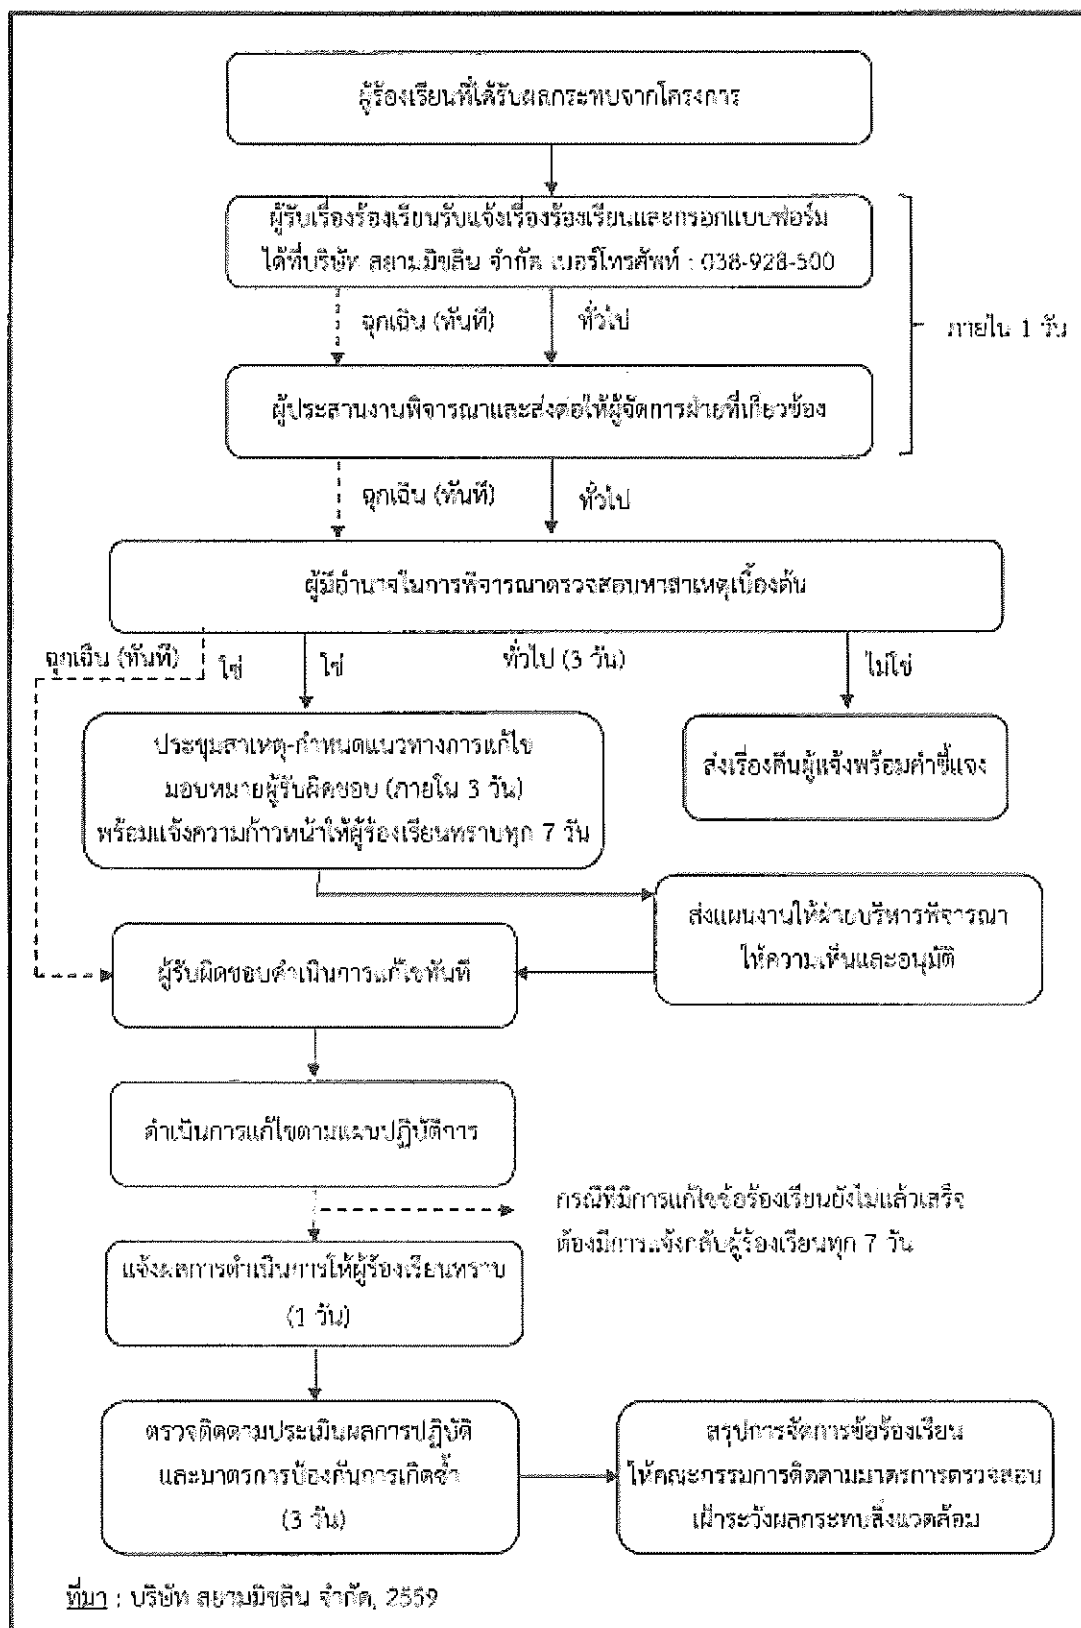 ผู้ร้องเรียนที่ได้รับผลกระทบจากโครงการ
ผู้รับเรื่องร้องเรียนรับแจ้งเรื่องร้องเรียนและกรอกแบบฟอร์ม
ได้ที่บริษัท สยามมิชลิน จำกัด เบอร์โทรศัพท์ : 038-928-500
ฉุกเฉิน (ทันที)
ทั่วไป
ภายใน 1 วัน
ผู้ประสานงานพิจารณาและส่งต่อให้ผู้จัดการฝ่ายที่เกี่ยวข้อง
ฉุกเฉิน (ทันที)
ทั่วไป
ผู้มีอำนาจในการพิจารณาตรวจสอบหาสาเหตุเบื้องต้น
ฉุกเฉิน (ทันที)
ใช่
ใช่
ทั่วไป (3 วัน)
ไม่ใช่
ประชุมสาเหตุ-กำหนดแนวทางการแก้ไข
มอบหมายผู้รับผิดชอบ (ภายใน 3 วัน)
พร้อมแจ้งความก้าวหน้าให้ผู้ร้องเรียนทราบทุก 7 วัน
ส่งเรื่องคืนผู้แจ้งพร้อมคำชี้แจง
ส่งแผนงานให้ฝ่ายบริหารพิจารณา
ให้ความเห็นและอนุมัติ
ผู้รับผิดชอบดำเนินการแก้ไขทันที
ดำเนินการแก้ไขตามแผนปฏิบัติการ
กรณีที่มีการแก้ไขข้อร้องเรียนยังไม่แล้วเสร็จ
ต้องมีการแจ้งกลับผู้ร้องเรียนทุก 7 วัน
แจ้งผลการดำเนินการให้ผู้ร้องเรียนทราบ
(1 วัน)
ตรวจติดตามประเมินผลการปฏิบัติ
และมาตรการป้องกันการเกิดซ้ำ
(3 วัน)
สรุปการจัดการข้อร้องเรียน
ให้คณะกรรมการติดตามมาตรการตรวจสอบ
เฝ้าระวังผลกระทบสิ่งแวดล้อม
ที่มา : บริษัท สยามมิชลิน จำกัด, 2559